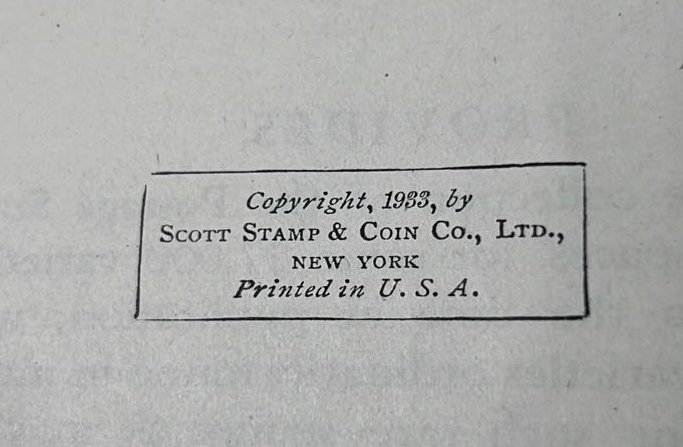 Copyright, 1933, by
SCOTT STAMP & COIN CO., LTD.,
NEW YORK
Printed in U. S. A.